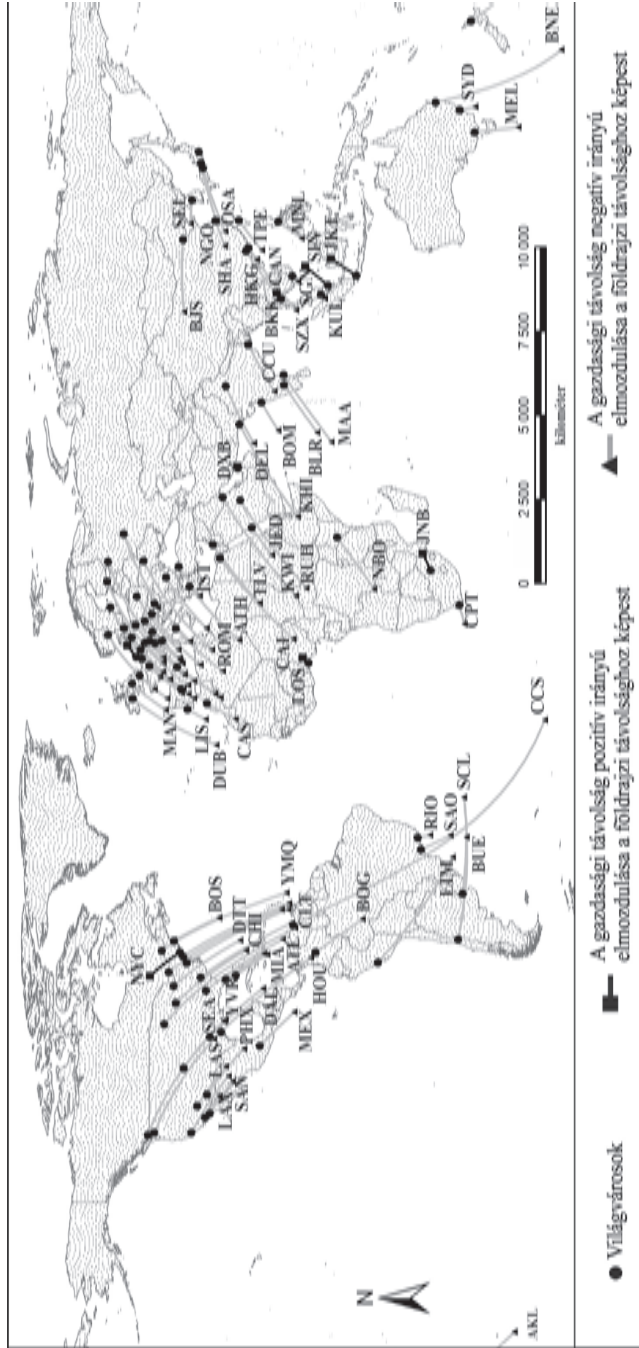 N
AKL
NYC
BOS
DTT
CHI
YMQ
CLE
SEA
MIA
ATL
LAS
PHX
DAL
HOU
LAX
SAN
MEX
BOG
LIM
RIO
SAO
BUE
SCL
CCS
MAN
LIS
DUB
CAS
ROM
ATH
IST
TLV
CAI
LOS
JED
KWI
RUH
NBO
JNB
CPT
DXB
DEL
KHI
BOM
BLR
MAA
CCU
BJS
SEL
NGO
OSA
SHA
HKG
TPE
CAN
BKK
MNL
SIN
SZX
JKT
KUL
SYD
MEL
BNE
0 2 500 5 000 7 500 10 000
kilométer
Világvárosok
A gazdasági távolság pozitív irányú
elmozdulása a földrajzi távolsághoz képest
A gazdasági távolság negatív irányú
elmozdulása a földrajzi távolsághoz képest